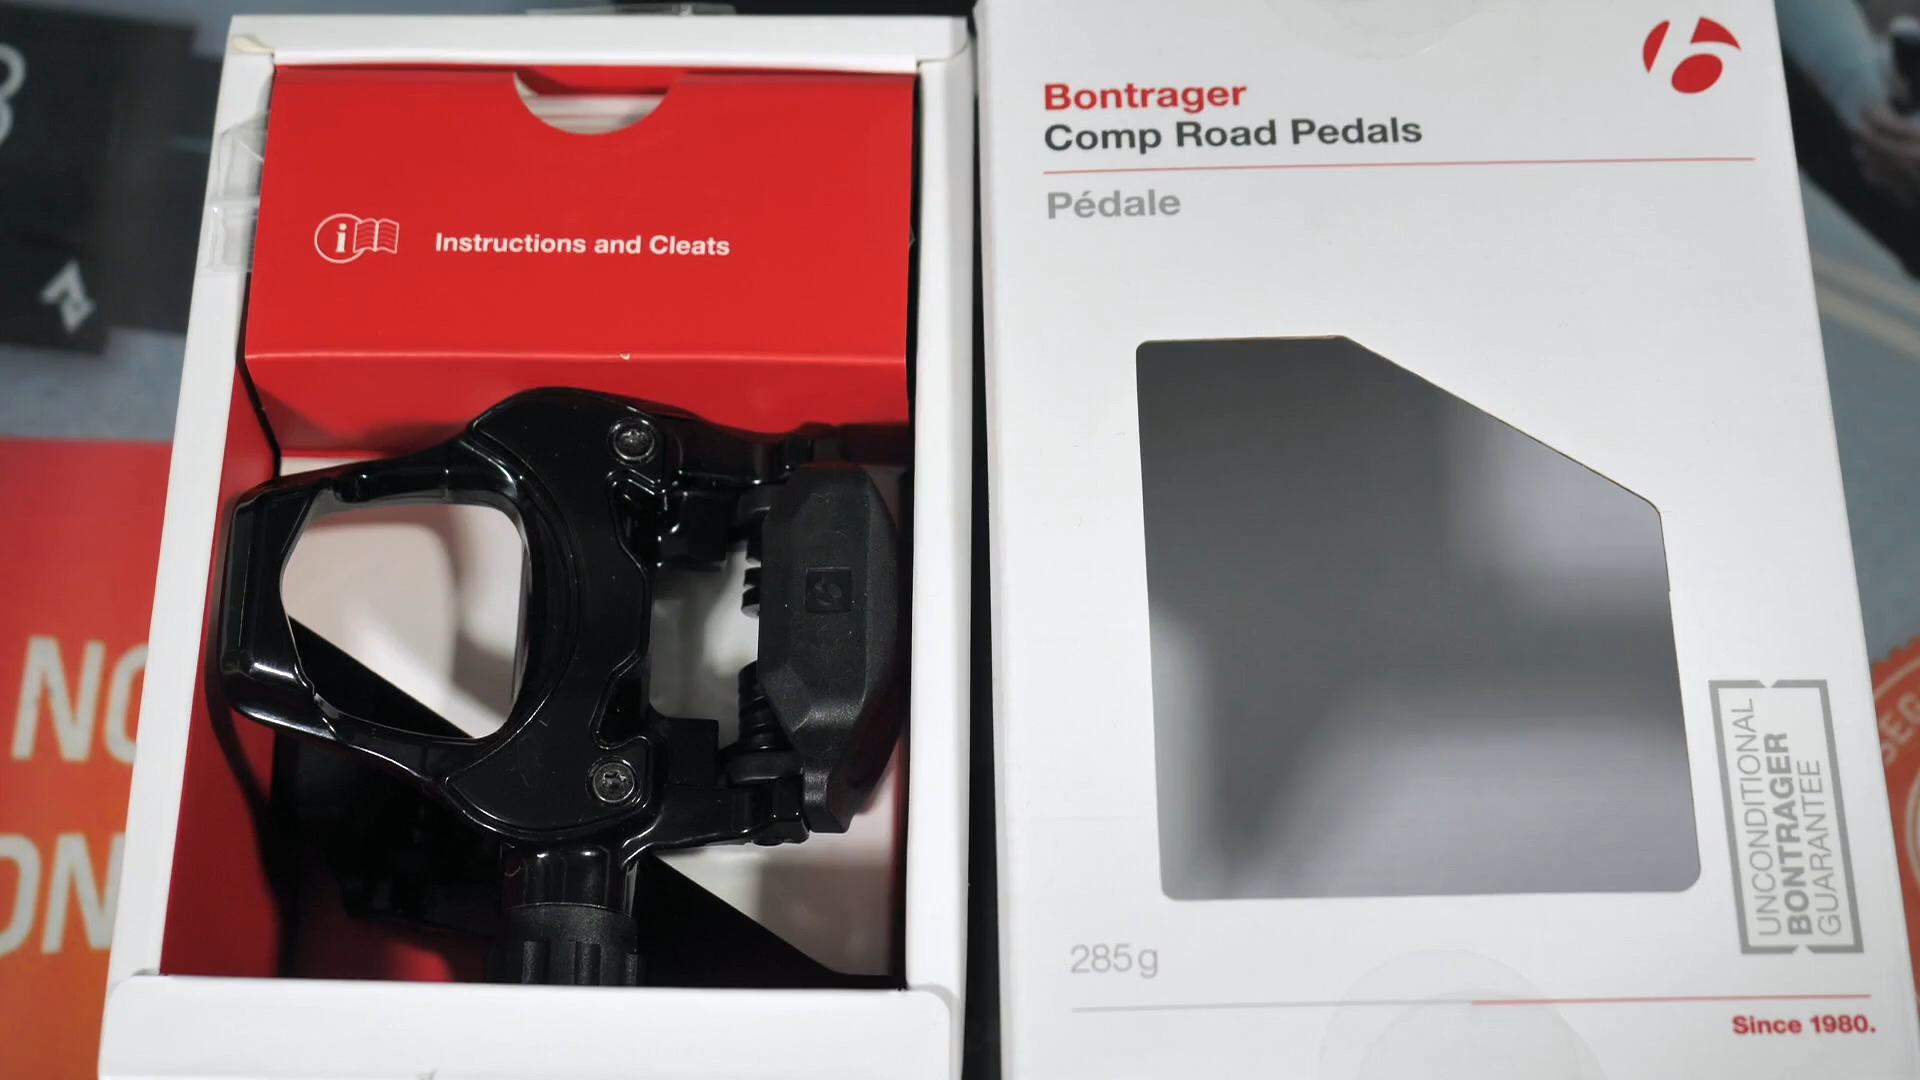 Instructions and Cleats
Bontrager
Comp Road Pedals
Pédale
UNCONDITIONAL
BONTRAGER
GUARANTEE
285g
Since 1980.